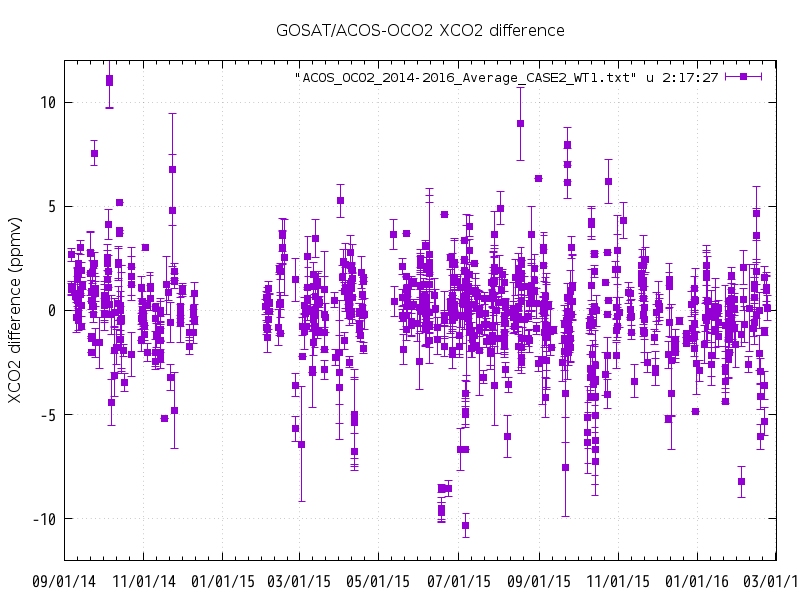 GOSAT/ACOS-OCO2 XCO2 difference
"ACOS_OCO2_2014-2016_Average_CASE2_WT1.txt" u 2:17:27
10
5
0
-5
-10
XCO2 difference (ppmv)
09/01/14 11/01/14 01/01/15 03/01/15 05/01/15 07/01/15 09/01/15 11/01/15 01/01/16 03/01/1